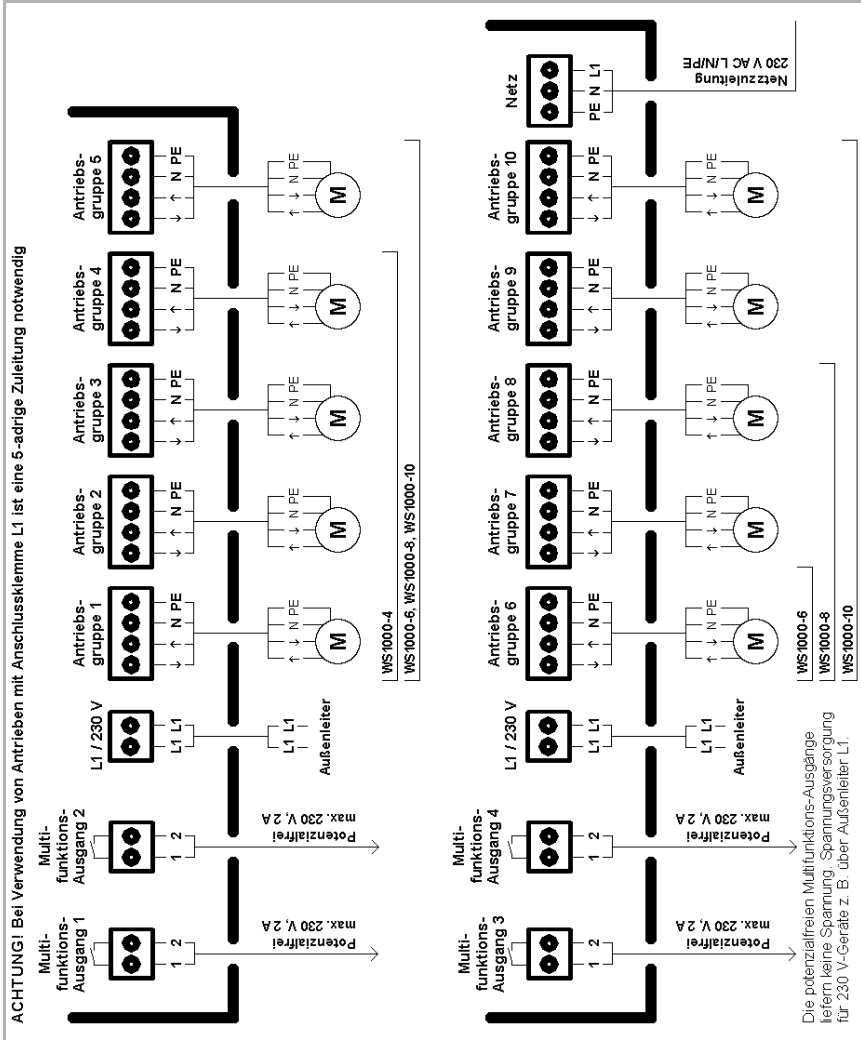 ACHTUNG! Bei Verwendung von Antrieben mit Anschlussklemme L1 ist eine 5-adrige Zuleitung notwendig
Multi-
funktions-
Ausgang 1
1 2
Potenzialfrei
max. 230 V, 2 A
Multi-
funktions-
Ausgang 2
1 2
Potenzialfrei
max. 230 V, 2 A
L1 / 230 V
L1 L1
L1 L1
Außenleiter
Antriebs-
gruppe 1
↓ ↑ N PE
↑ ↓ N PE
M
Antriebs-
gruppe 2
↓ ↑ N PE
↑ ↓ N PE
M
Antriebs-
gruppe 3
↓ ↑ N PE
↑ ↓ N PE
M
Antriebs-
gruppe 4
↓ ↑ N PE
↑ ↓ N PE
M
Antriebs-
gruppe 5
↓ ↑ N PE
↑ ↓ N PE
M
WS1000-4
WS1000-6, WS1000-8, WS1000-10
Multi-
funktions-
Ausgang 3
1 2
Potenzialfrei
max. 230 V, 2 A
Multi-
funktions-
Ausgang 4
1 2
Potenzialfrei
max. 230 V, 2 A
L1 / 230 V
L1 L1
L1 L1
Außenleiter
Antriebs-
gruppe 6
↓ ↑ N PE
↑ ↓ N PE
M
Antriebs-
gruppe 7
↓ ↑ N PE
↑ ↓ N PE
M
Antriebs-
gruppe 8
↓ ↑ N PE
↑ ↓ N PE
M
Antriebs-
gruppe 9
↓ ↑ N PE
↑ ↓ N PE
M
Antriebs-
gruppe 10
↓ ↑ N PE
↑ ↓ N PE
M
Netz
PE N L1
Netzzuleitung
230 V AC L/N/PE
WS1000-6
WS1000-8
WS1000-10
Die potenzialfreien Multifunktions-Ausgänge
liefern keine Spannung. Spannungsversorgung
für 230 V-Geräte z. B. über Außenleiter L1.